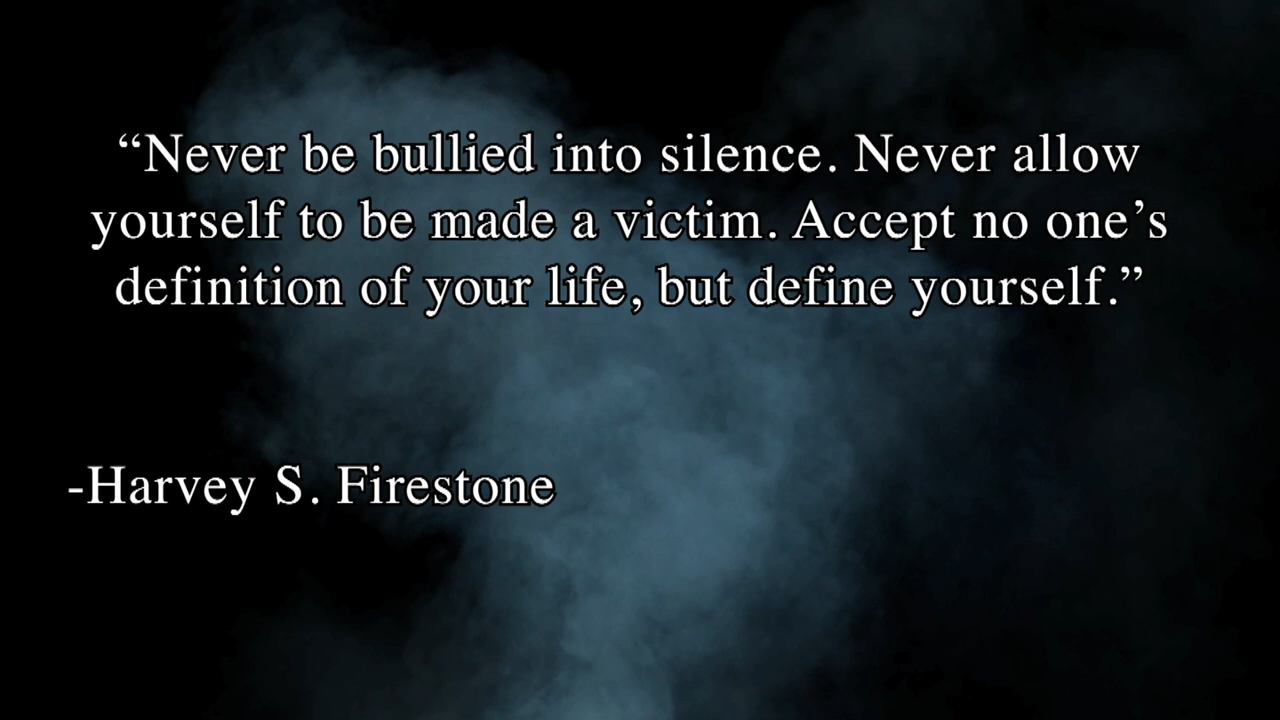 “Never be bullied into silence. Never allow
yourself to be made a victim. Accept no one’s
definition of your life, but define yourself.”
-Harvey S. Firestone